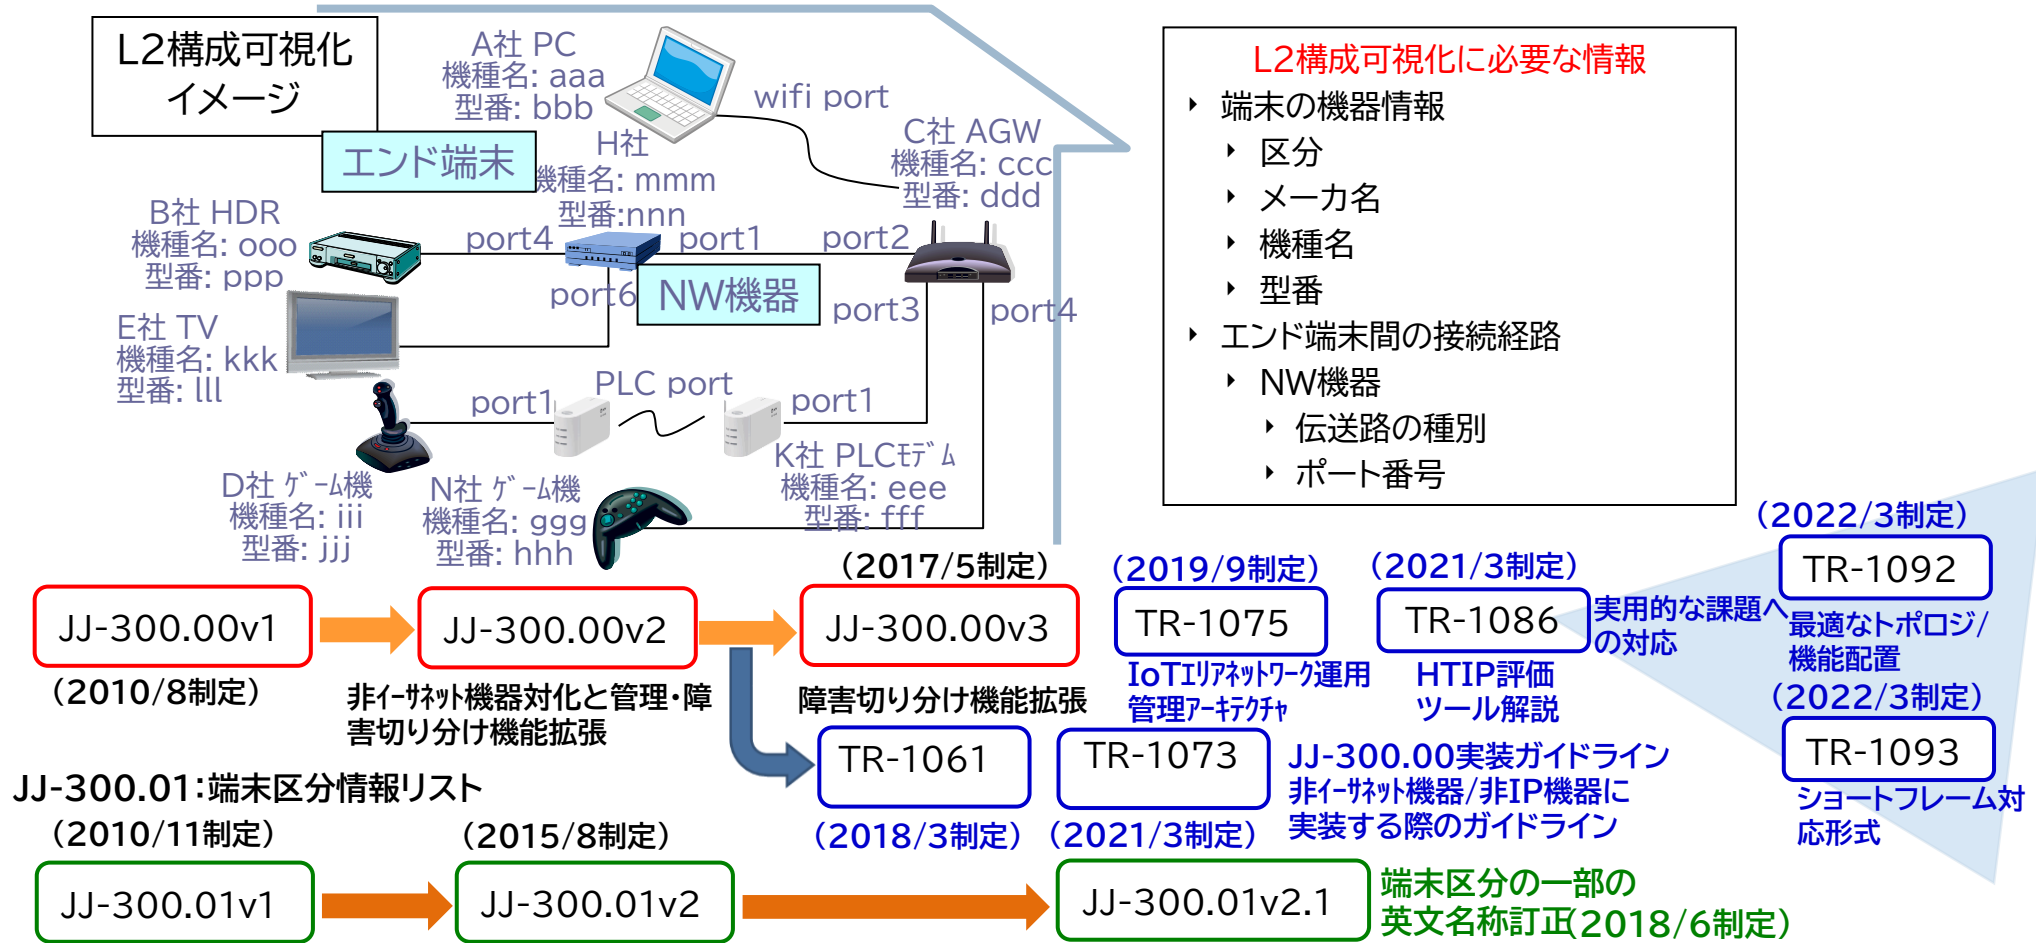 L2構成可視化
イメージ
A社 PC
機種名: aaa
型番: bbb
wifi port
エンド端末
H社
機種名: mmm
型番:nnn
C社 AGW
機種名: ccc
型番: ddd
B社 HDR
機種名: ooo
型番: ppp
port4
port1
port2
port6
NW機器
port3
port4
E社 TV
機種名: kkk
型番: lll
port1
PLC port
port1
D社 ｹﾞｰﾑ機
機種名: iii
型番: jjj
N社 ｹﾞｰﾑ機
機種名: ggg
型番: hhh
K社 PLCﾓﾃﾞﾑ
機種名: eee
型番: fff
L2構成可視化に必要な情報
‣ 端末の機器情報
‣ 区分
‣ メーカ名
‣ 機種名
‣ 型番
‣ エンド端末間の接続経路
‣ NW機器
‣ 伝送路の種別
‣ ポート番号
JJ-300.00v1
(2010/8制定)
JJ-300.00v2
非ｲｰｻﾈｯﾄ機器対化と管理・障
害切り分け機能拡張
(2017/5制定)
JJ-300.00v3
障害切り分け機能拡張
(2019/9制定)
TR-1075
IoTｴﾘｱﾈｯﾄﾜｰｸ運用
管理ｱｰｷﾃｸﾁｬ
(2021/3制定)
TR-1086
HTIP評価
ツール解説
実用的な課題へ
の対応
(2022/3制定)
TR-1092
最適なトポロジ/
機能配置
(2022/3制定)
TR-1093
ショートフレーム対
応形式
TR-1061
(2018/3制定)
TR-1073
(2021/3制定)
JJ-300.00実装ガイドライン
非ｲｰｻﾈｯﾄ機器/非IP機器に
実装する際のガイドライン
JJ-300.01:端末区分情報リスト
(2010/11制定)
JJ-300.01v1
(2015/8制定)
JJ-300.01v2
JJ-300.01v2.1
端末区分の一部の
英文名称訂正(2018/6制定)